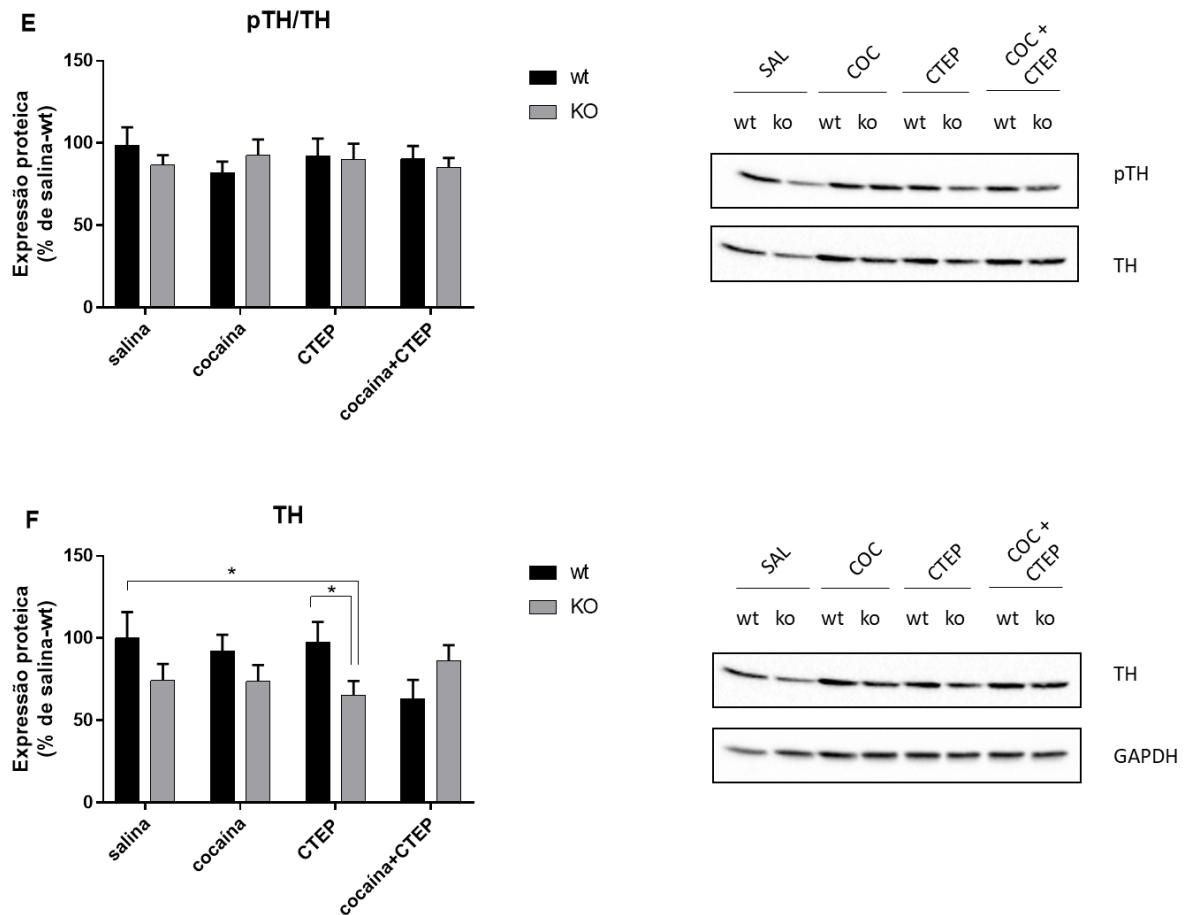 E
pTH/TH
Expressão proteica
(% de salina-wt)
150
100
50
0
salina
cocaína
CTEP
cocaína+CTEP
wt
KO
SAL
COC
CTEP
COC +
CTEP
wt ko wt ko wt ko wt ko
pTH
TH
F
TH
Expressão proteica
(% de salina-wt)
150
100
50
0
*
*
salina
cocaína
CTEP
cocaína+CTEP
wt
KO
SAL
COC
CTEP
COC +
CTEP
wt ko wt ko wt ko wt ko
TH
GAPDH